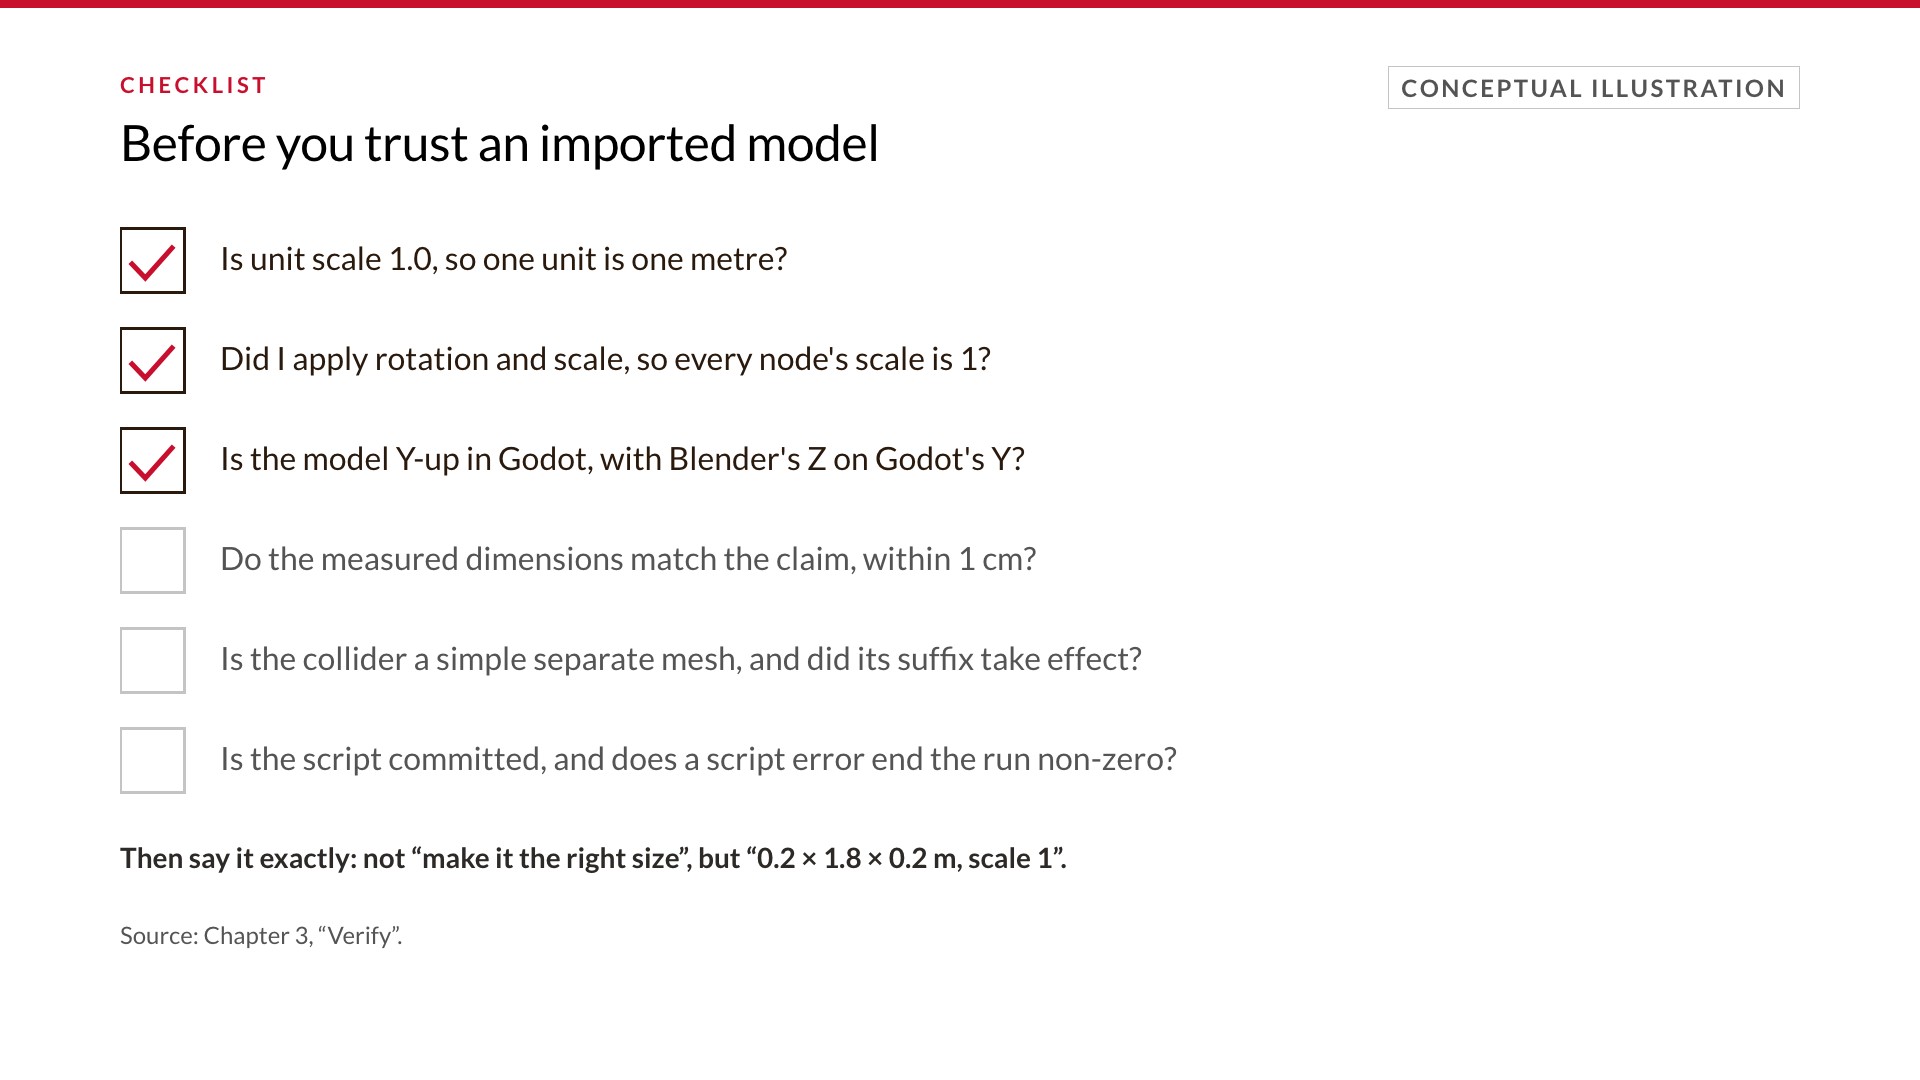 CHECKLIST
CONCEPTUAL ILLUSTRATION
Before you trust an imported model
Is unit scale 1.0, so one unit is one metre?
Did I apply rotation and scale, so every node's scale is 1?
Is the model Y-up in Godot, with Blender's Z on Godot's Y?
Do the measured dimensions match the claim, within 1 cm?
Is the collider a simple separate mesh, and did its suffix take effect?
Is the script committed, and does a script error end the run non-zero?
Then say it exactly: not “make it the right size”, but “0.2 × 1.8 × 0.2 m, scale 1”.
Source: Chapter 3, “Verify”.